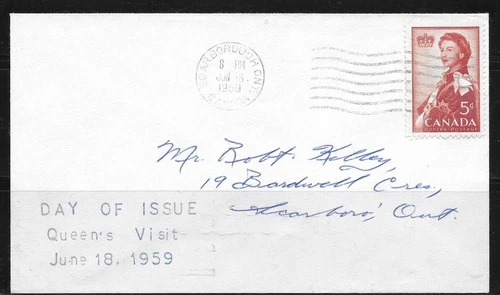 SCARBOROUGH ONT.
8 PM
JUN 18
1959
5¢
CANADA
POSTES POSTAGE
Mr. Robt Kelley,
19 Bardwell Cres.,
Scarboro', Ont.
DAY OF ISSUE
Queen's Visit
June 18, 1959